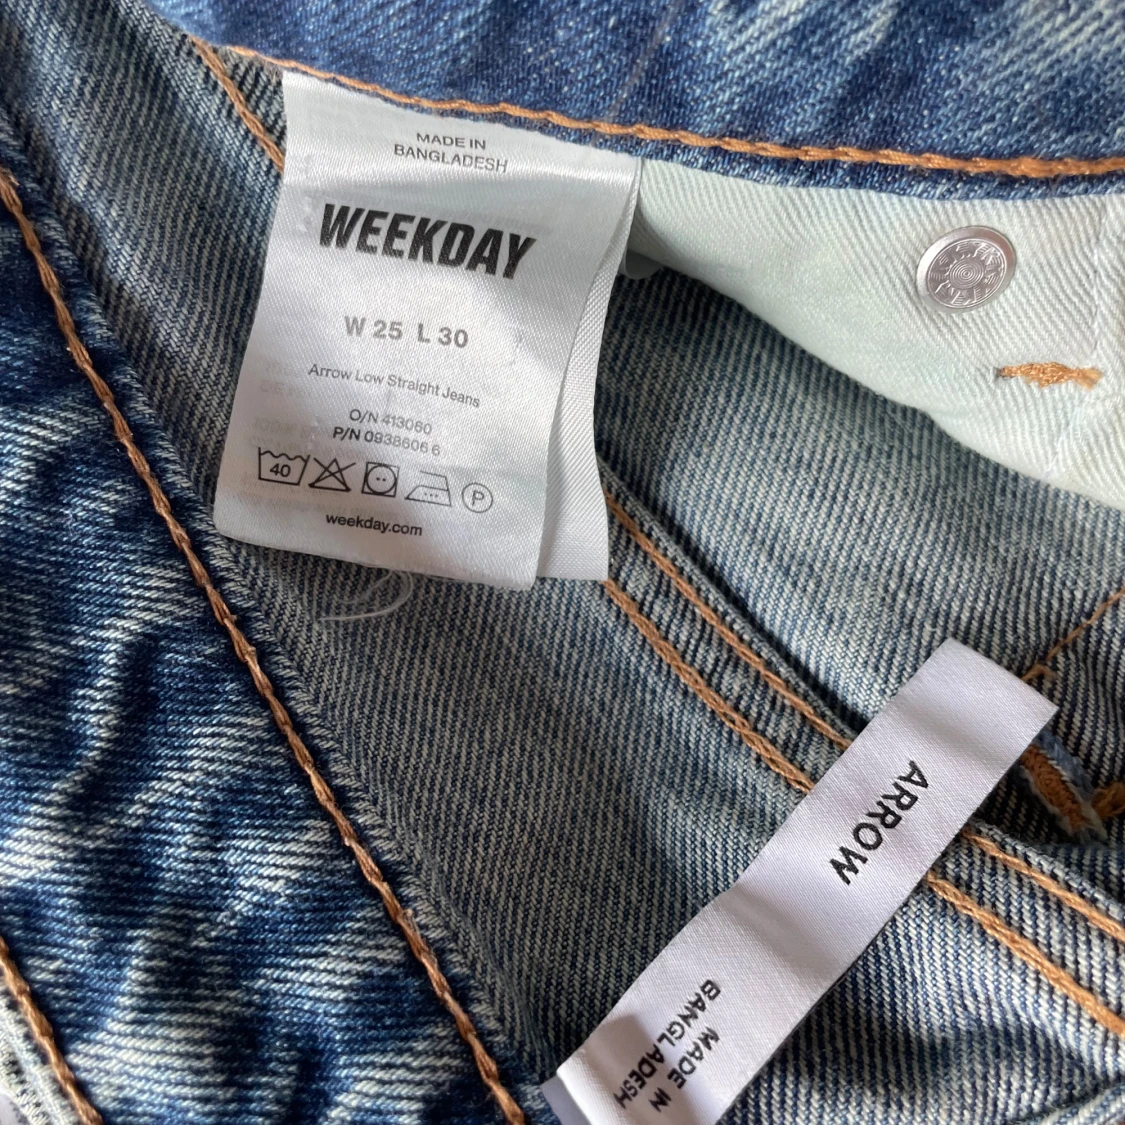 MADE IN
BANGLADESH
WEEKDAY
W 25 L 30
Arrow Low Straight Jeans
O/N 413060
P/N 0938606 6
40
P
weekday.com
ARROW
MADE IN
BANGLADESH